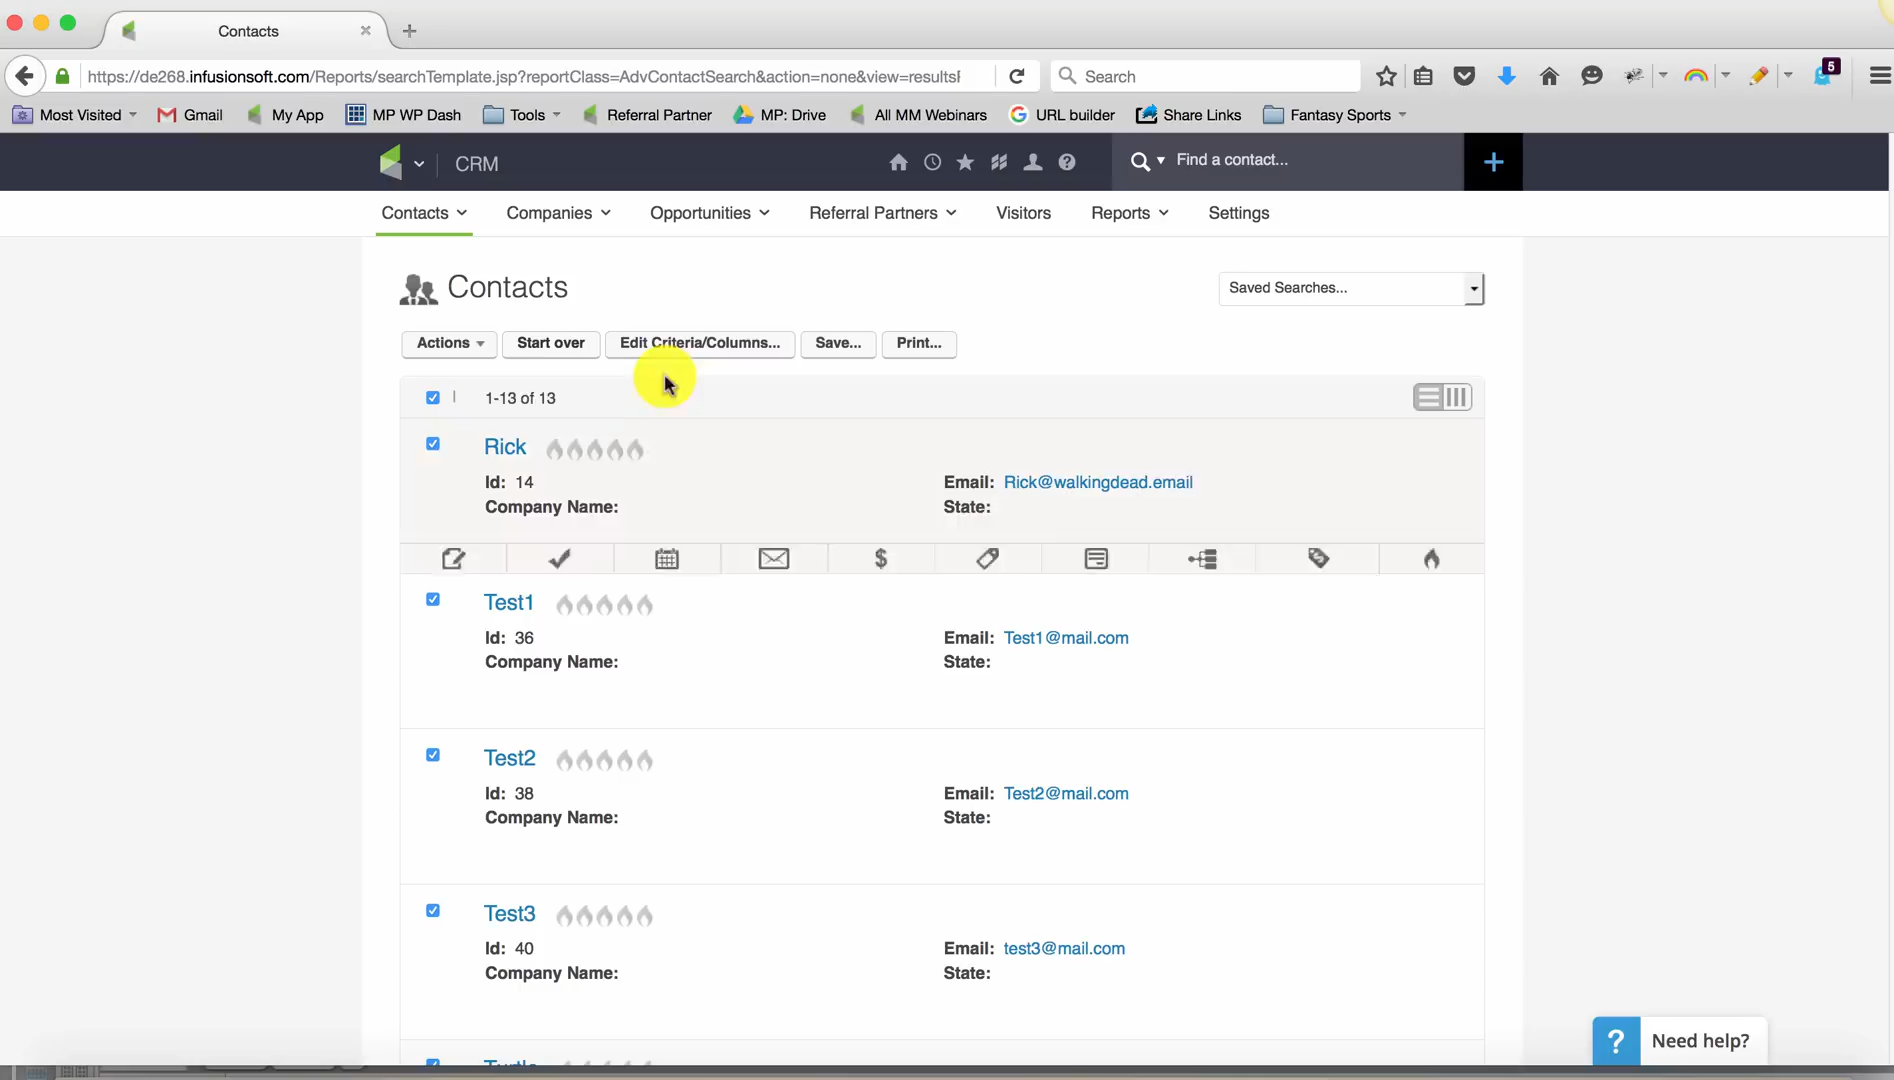 Contacts
https://de268.infusionsoft.com/Reports/searchTemplate.jsp?reportClass=AdvContactSearch&action=none&view=resultsF
Search
5
Most Visited
Gmail
My App
MP WP Dash
Tools
Referral Partner
MP: Drive
All MM Webinars
URL builder
Share Links
Fantasy Sports
CRM
Find a contact...
Contacts
Companies
Opportunities
Referral Partners
Visitors
Reports
Settings
Contacts
Saved Searches...
Actions
Start over
Edit Criteria/Columns...
Save...
Print...
1-13 of 13
Rick
Id: 14
Email: Rick@walkingdead.email
Company Name:
State:
Test1
Id: 36
Email: Test1@mail.com
Company Name:
State:
Test2
Id: 38
Email: Test2@mail.com
Company Name:
State:
Test3
Id: 40
Email: test3@mail.com
Company Name:
State:
? Need help?